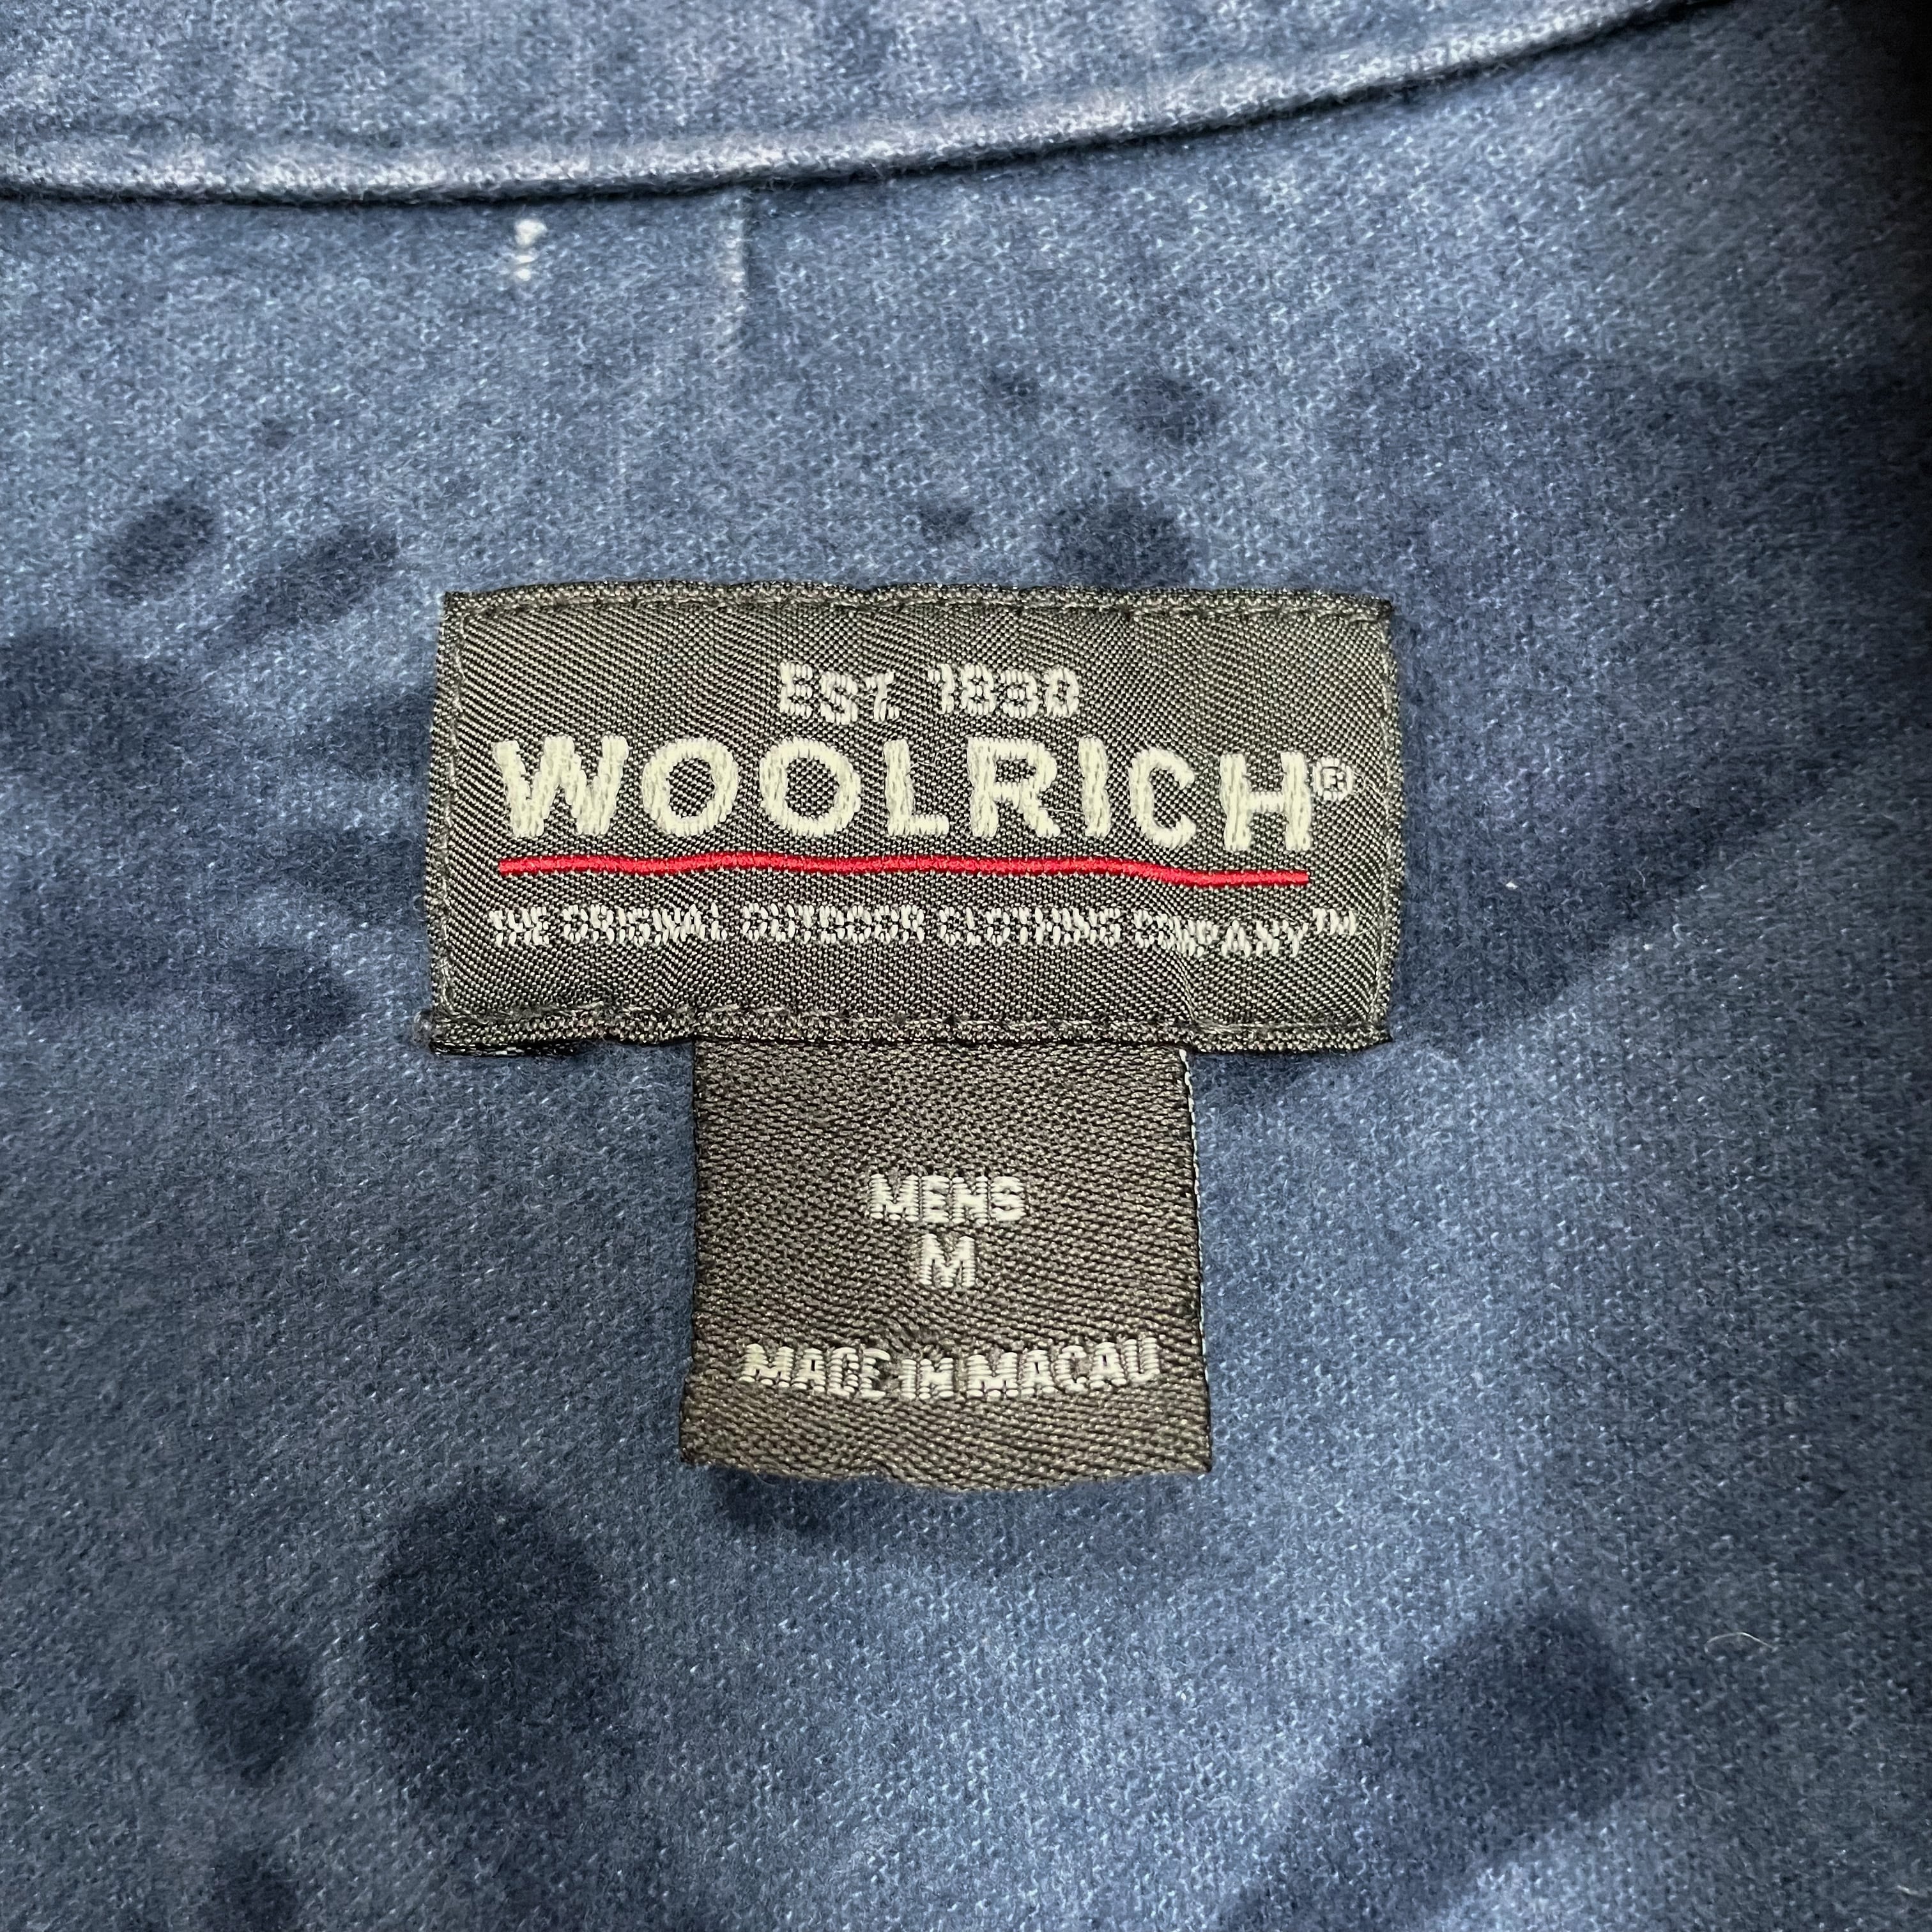 EST. 1830
WOOLRICH®
THE ORIGINAL OUTDOOR CLOTHING COMPANY™
MENS
M
MADE IN MACAU